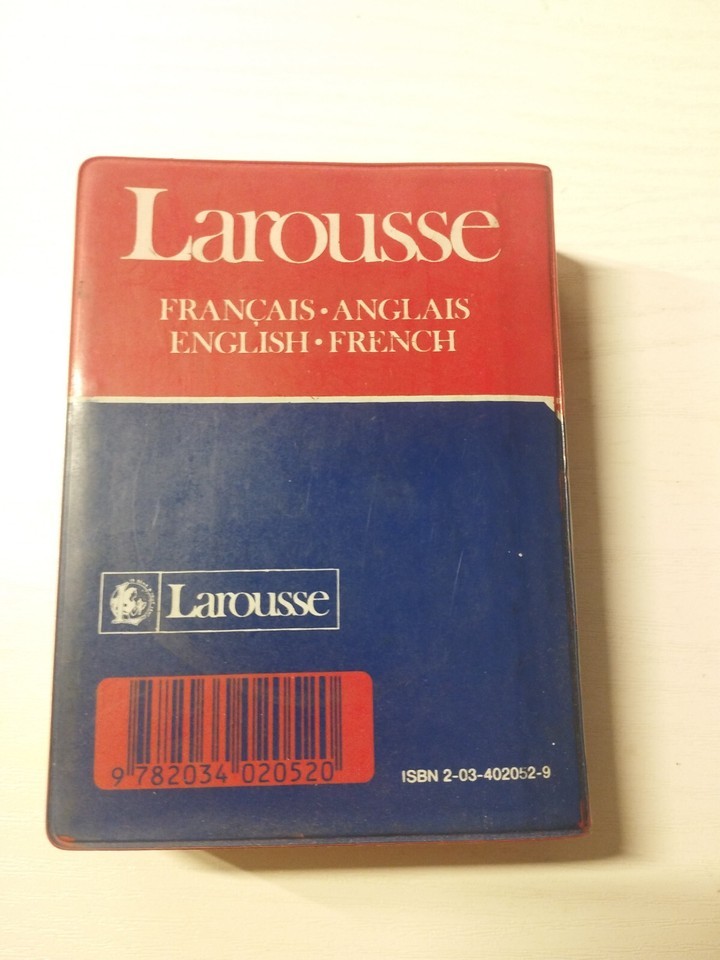 Larousse
FRANÇAIS • ANGLAIS
ENGLISH • FRENCH
Larousse
9 782034 020520
ISBN 2-03-402052-9